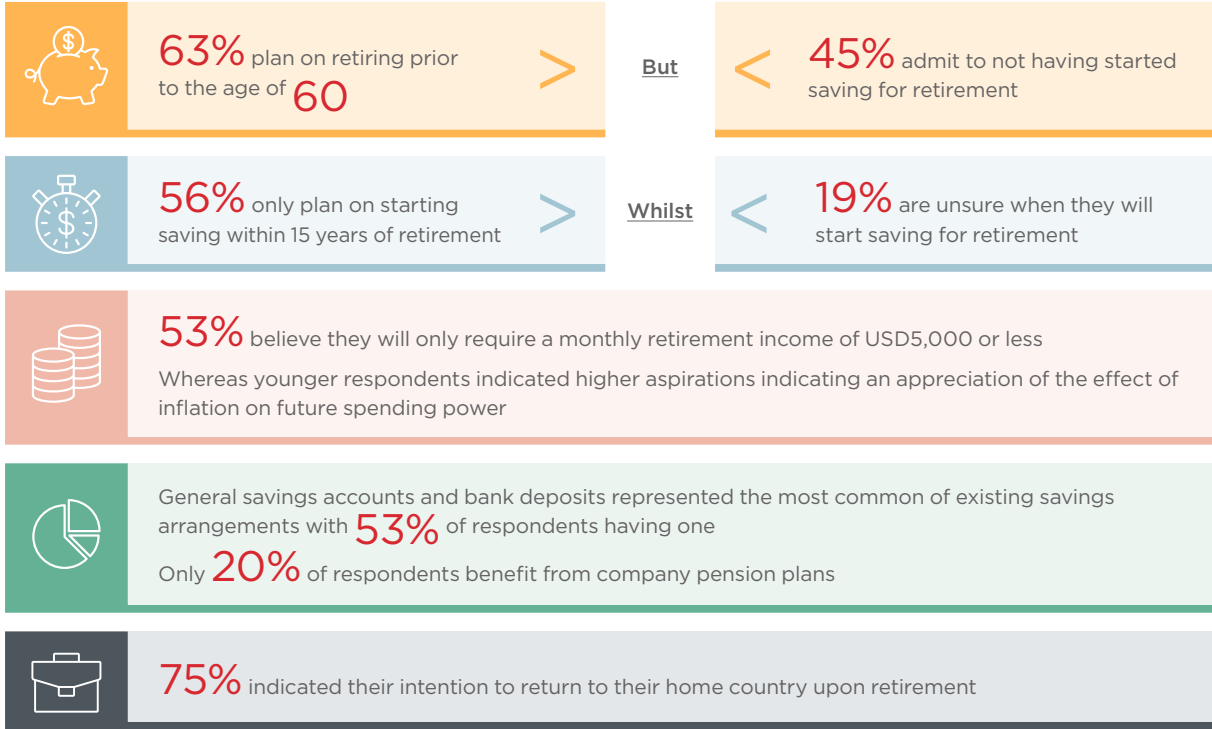 63% plan on retiring prior
to the age of 60
But
45% admit to not having started
saving for retirement
56% only plan on starting
saving within 15 years of retirement
Whilst
19% are unsure when they will
start saving for retirement
53% believe they will only require a monthly retirement income of USD5,000 or less
Whereas younger respondents indicated higher aspirations indicating an appreciation of the effect of
inflation on future spending power
General savings accounts and bank deposits represented the most common of existing savings
arrangements with 53% of respondents having one
Only 20% of respondents benefit from company pension plans
75% indicated their intention to return to their home country upon retirement